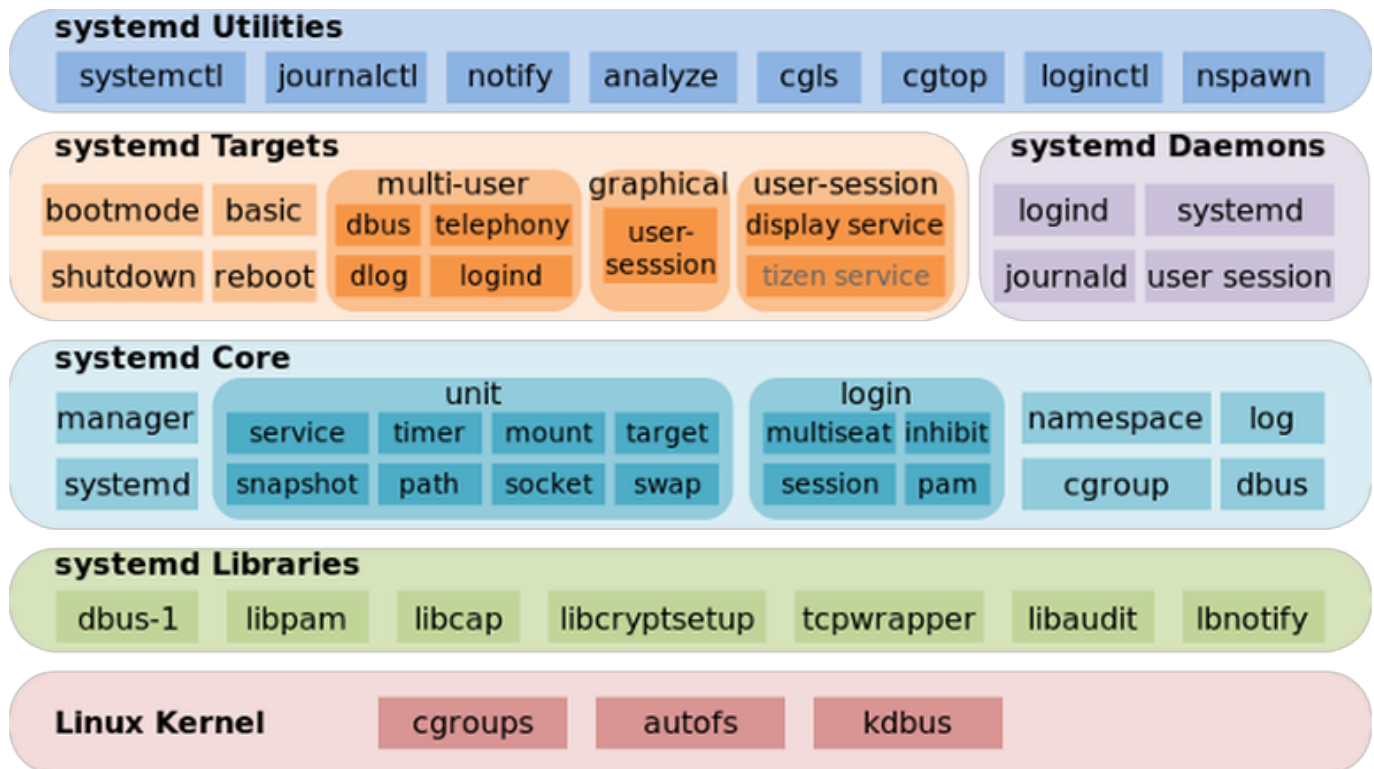 systemd Utilities
systemctl journalctl notify analyze cgls cgtop loginctl nspawn
systemd Targets
bootmode basic
shutdown reboot
multi-user
dbus telephony
dlog logind
graphical
user-
sesssion
user-session
display service
tizen service
systemd Daemons
logind systemd
journald user session
systemd Core
manager
systemd
unit
service timer mount target
snapshot path socket swap
login
multiseat inhibit
session pam
namespace log
cgroup dbus
systemd Libraries
dbus-1 libpam libcap libcryptsetup tcpwrapper libaudit lbnotify
Linux Kernel cgroups autofs kdbus